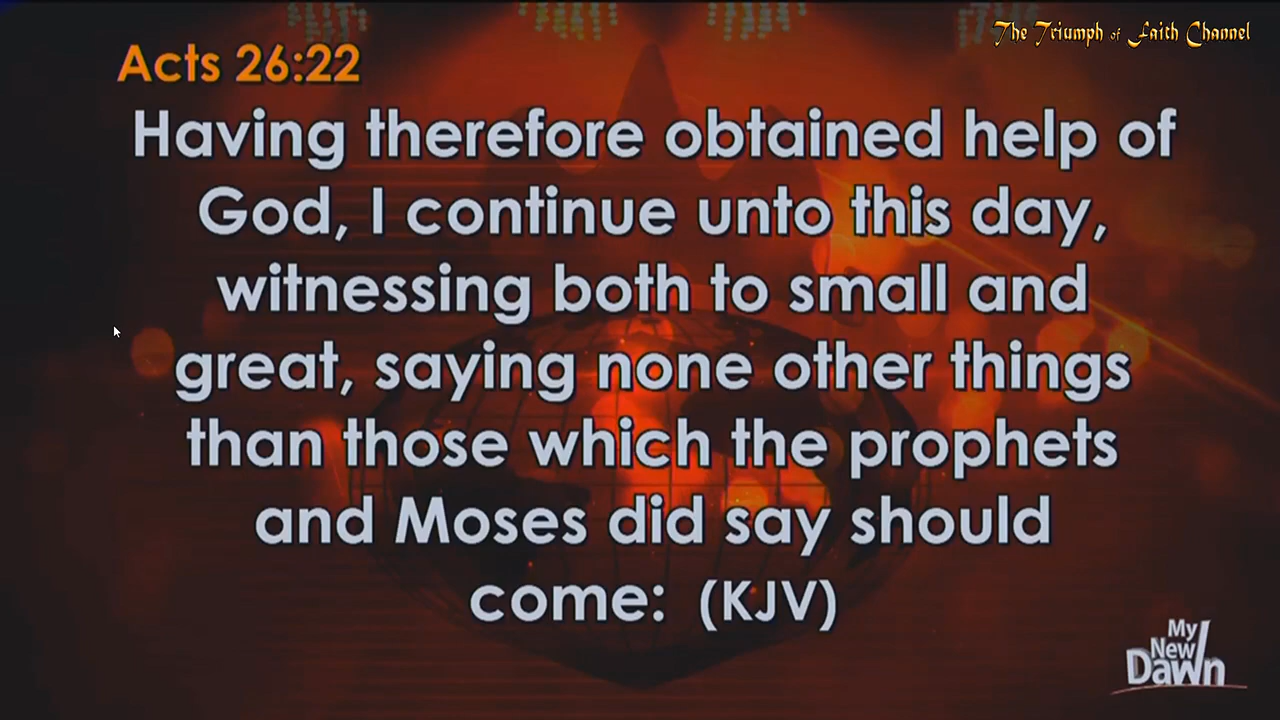 The Triumph of Faith Channel
Acts 26:22
Having therefore obtained help of
God, I continue unto this day,
witnessing both to small and
great, saying none other things
than those which the prophets
and Moses did say should
come: (KJV)
My
New
Dawn